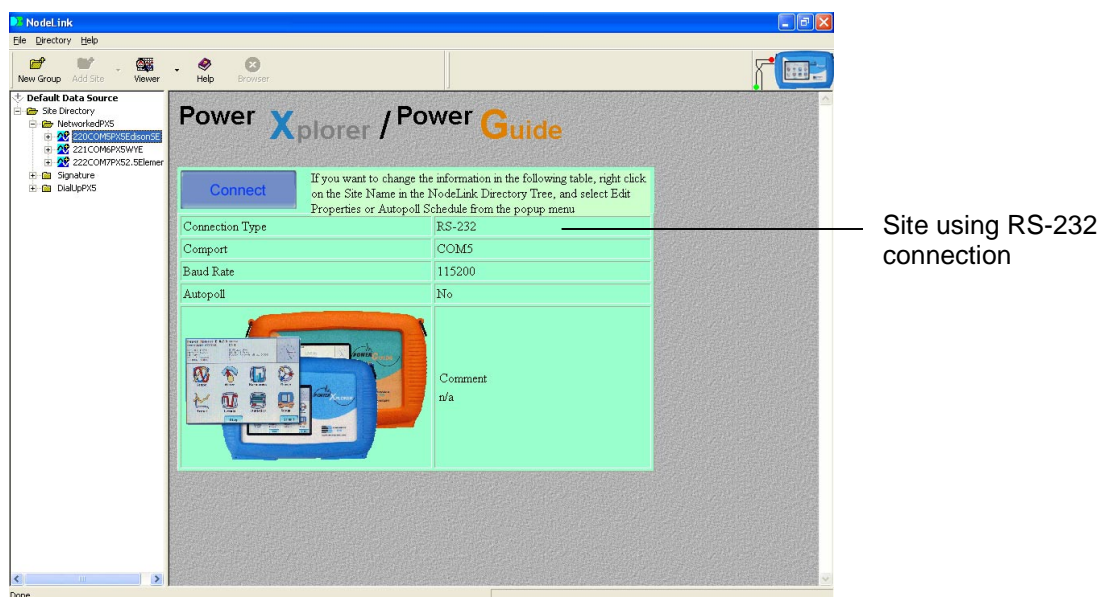 NodeLink
File Directory Help
New Group Add Site Viewer Help Browser
Default Data Source
Site Directory
NetworkedPX5
220COM5PX5EdisonSE
221COM6PX5WYE
222COM7PX52.5Elemer
Signature
DialUpPX5
Power Xplorer / Power Guide
Connect
If you want to change the information in the following table, right click
on the Site Name in the NodeLink Directory Tree, and select Edit
Properties or Autopoll Schedule from the popup menu
Connection Type RS-232
Comport COM5
Baud Rate 115200
Autopoll No
Comment
n/a
Done
Site using RS-232
connection